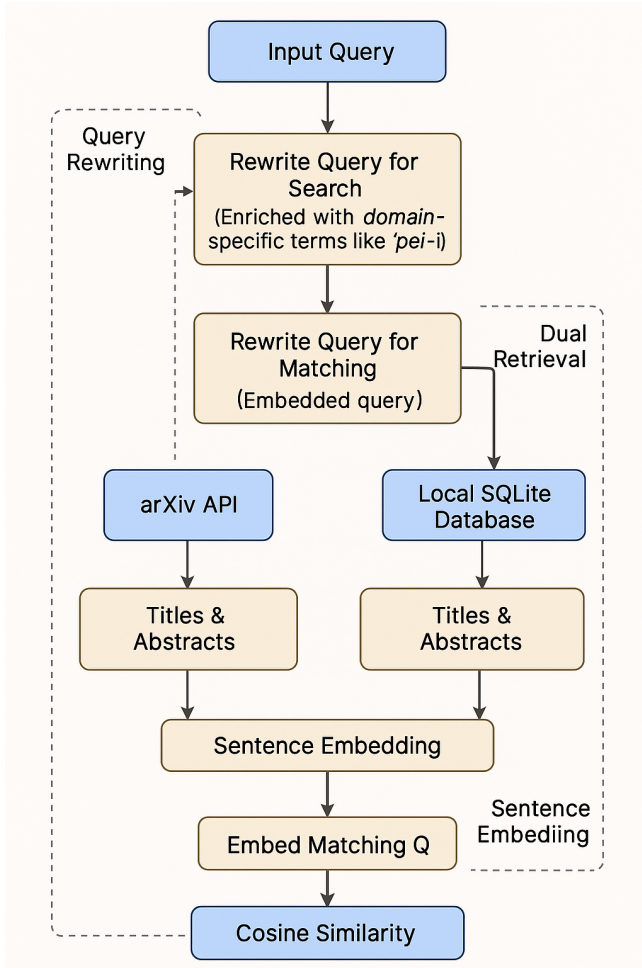 Input Query
Query
Rewriting
Rewrite Query for
Search
(Enriched with domain-
specific terms like ‘pei-i)
Rewrite Query for
Matching
(Embedded query)
Dual
Retrieval
arXiv API
Local SQLite
Database
Titles &
Abstracts
Titles &
Abstracts
Sentence Embedding
Sentence
Embediing
Embed Matching Q
Cosine Similarity